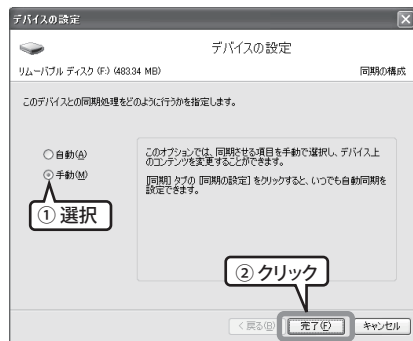 デバイスの設定
デバイスの設定
リムーバブル ディスク (F:) (483.34 MB)
同期の構成
このデバイスとの同期処理をどのように行うかを指定します。
自動(A)
手動(M)
このオプションでは、同期させる項目を手動で選択し、デバイス上
のコンテンツを変更することができます。
[同期] タブの [同期の設定] をクリックすると、いつでも自動同期を
設定できます。
① 選択
② クリック
< 戻る(B)
完了(F)
キャンセル